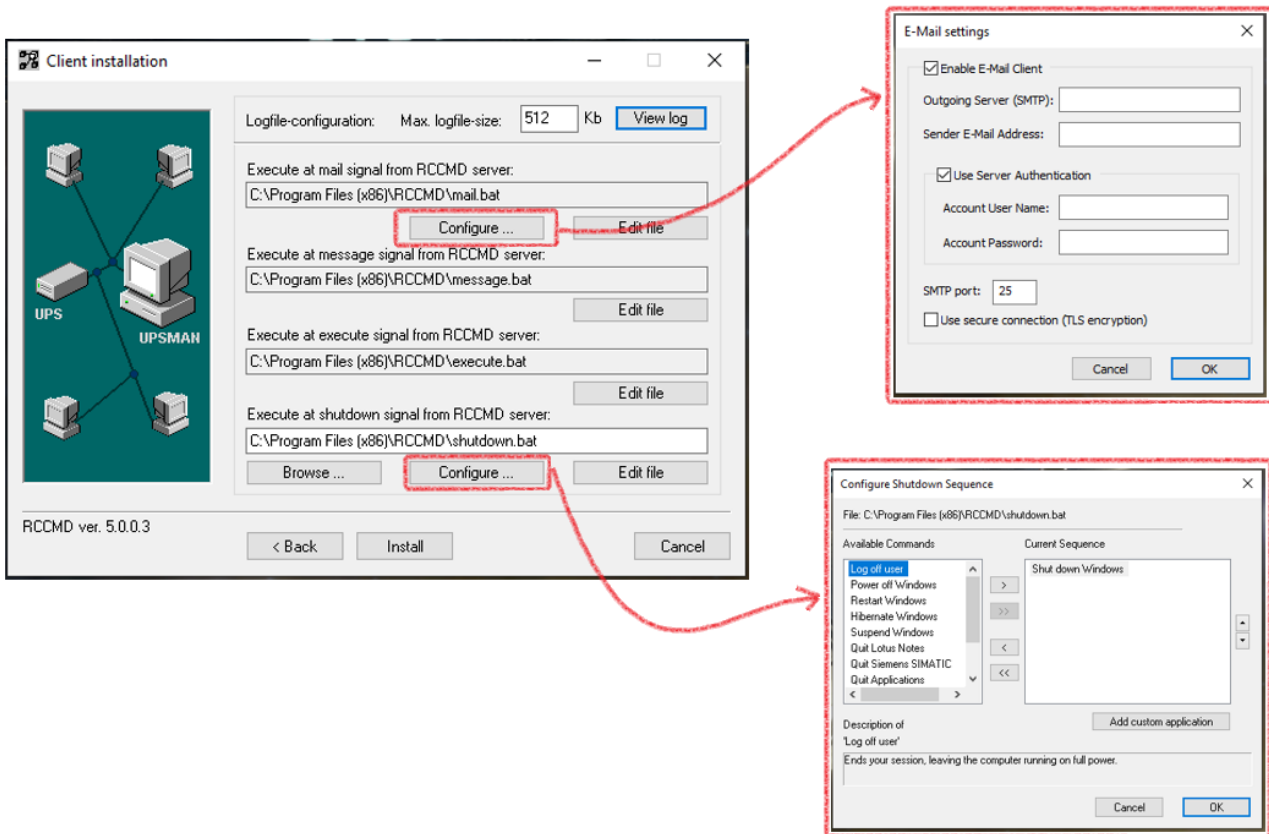 Client installation
Logfile-configuration: Max. logfile-size: 512 Kb View log
Execute at mail signal from RCCMD server:
C:\Program Files (x86)\RCCMD\mail.bat
Configure ... Edit file
Execute at message signal from RCCMD server:
C:\Program Files (x86)\RCCMD\message.bat
Edit file
Execute at execute signal from RCCMD server:
C:\Program Files (x86)\RCCMD\execute.bat
Edit file
Execute at shutdown signal from RCCMD server:
C:\Program Files (x86)\RCCMD\shutdown.bat
Browse ... Configure ... Edit file
UPS
UPSMAN
RCCMD ver. 5.0.0.3
< Back Install Cancel
E-Mail settings
Enable E-Mail Client
Outgoing Server (SMTP):
Sender E-Mail Address:
Use Server Authentication
Account User Name:
Account Password:
SMTP port: 25
Use secure connection (TLS encryption)
Cancel OK
Configure Shutdown Sequence
File: C:\Program Files (x86)\RCCMD\shutdown.bat
Available Commands Current Sequence
Log off user Shut down Windows
Power off Windows >
Restart Windows
Hibernate Windows >>
Suspend Windows
Quit Lotus Notes <
Quit Siemens SIMATIC
Quit Applications <<
Add custom application
Description of
'Log off user'
Ends your session, leaving the computer running on full power.
Cancel OK